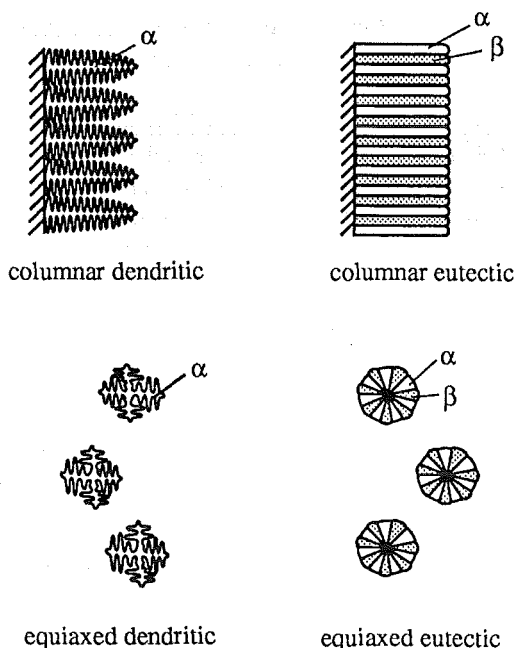 α
α
β
columnar dendritic
columnar eutectic
α
α
β
equiaxed dendritic
equiaxed eutectic